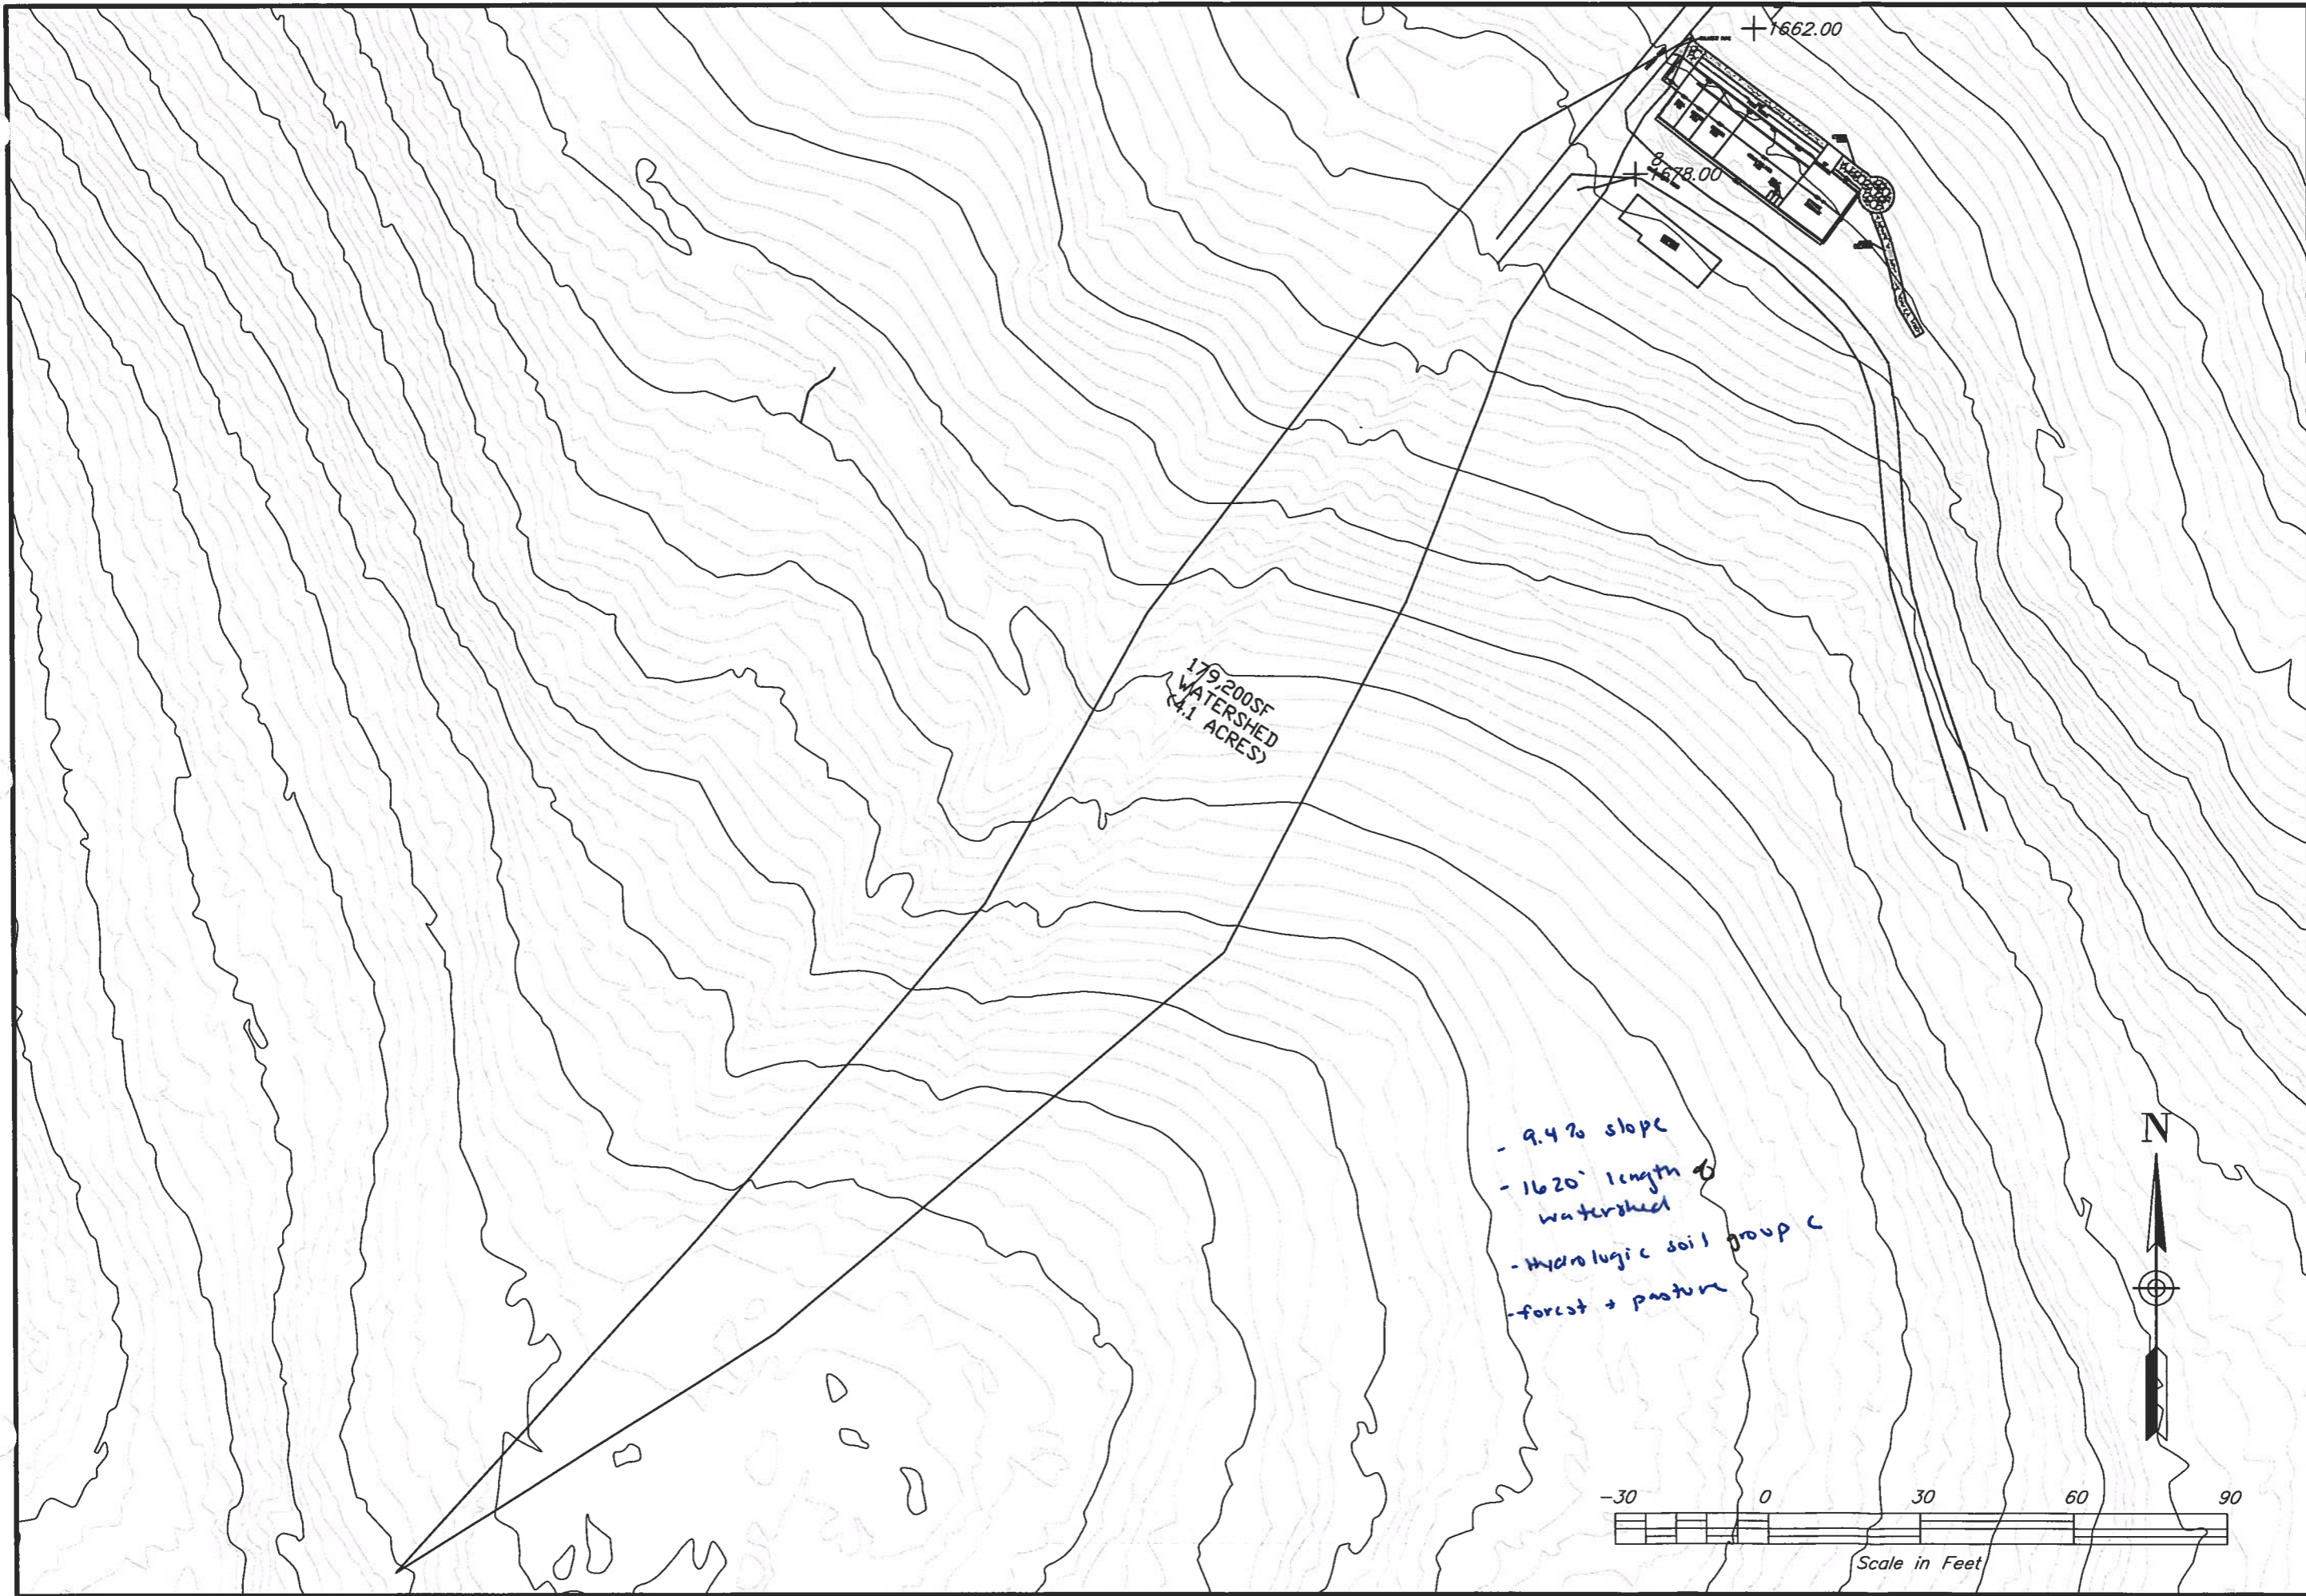 1662.00
8
1678.00
179,200SF
WATERSHED
(4.1 ACRES)
- 9.4% slope
- 1620' length of
watershed
- Hydrologic soil group C
- forest + pasture
N
-30 0 30 60 90
Scale in Feet